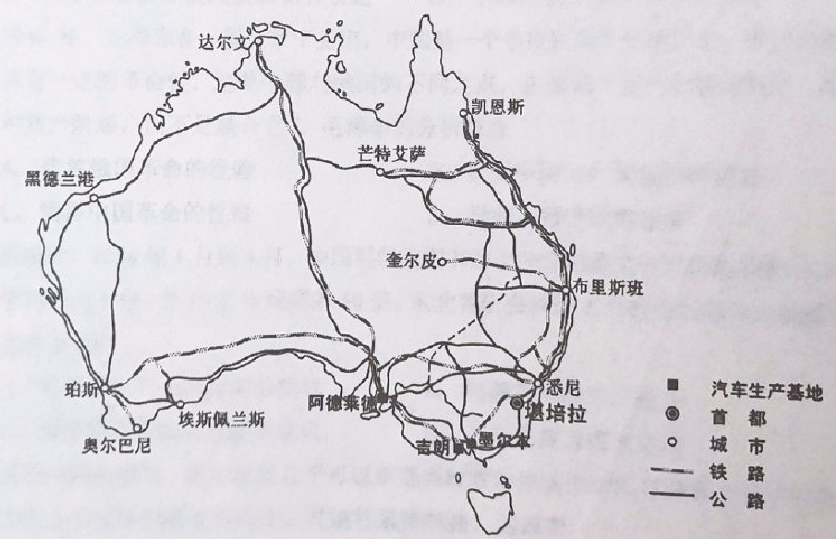 达尔文
凯恩斯
芒特艾萨
黑德兰港
奎尔皮
布里斯班
珀斯
埃斯佩兰斯
奥尔巴尼
阿德莱德
悉尼
堪培拉
吉朗
墨尔本
汽车生产基地
首都
城市
铁路
公路